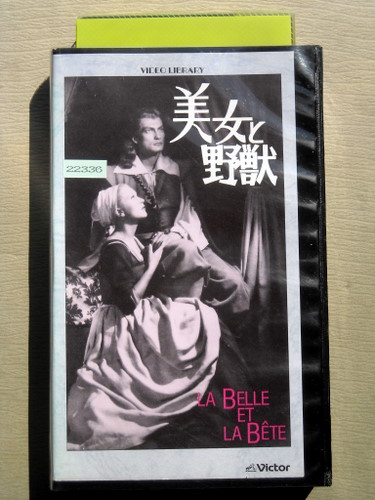 VIDEO LIBRARY
美女と
野獣
22336
LA BELLE
ET
LA BÊTE
Victor